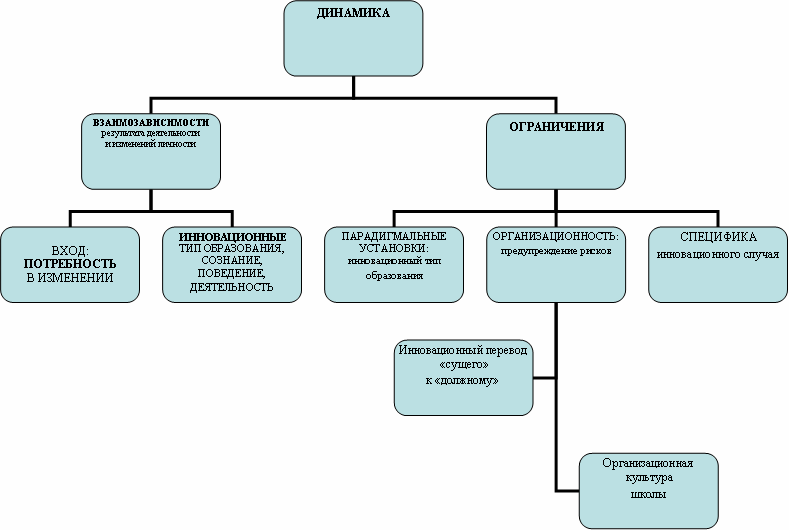 ДИНАМИКА
ВЗАИМОЗАВИСИМОСТИ
результата деятельности
и изменений личности
ОГРАНИЧЕНИЯ
ВХОД:
ПОТРЕБНОСТЬ
В ИЗМЕНЕНИИ
ИННОВАЦИОННЫЕ
ТИП ОБРАЗОВАНИЯ,
СОЗНАНИЕ,
ПОВЕДЕНИЕ,
ДЕЯТЕЛЬНОСТЬ
ПАРАДИГМАЛЬНЫЕ
УСТАНОВКИ:
инновационный тип
образования
ОРГАНИЗАЦИОННОСТЬ:
предупреждение рисков
СПЕЦИФИКА
инновационного случая
Инновационный перевод
«сущего»
к «должному»
Организационная
культура
школы